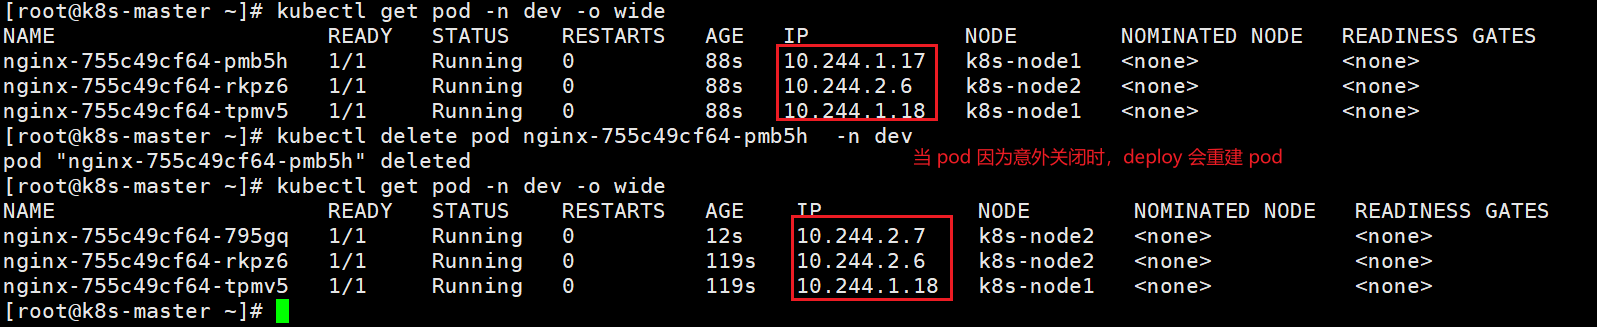 [root@k8s-master ~]# kubectl get pod -n dev -o wide
NAME READY STATUS RESTARTS AGE IP NODE NOMINATED NODE READINESS GATES
nginx-755c49cf64-pmb5h 1/1 Running 0 88s 10.244.1.17 k8s-node1 <none> <none>
nginx-755c49cf64-rkpz6 1/1 Running 0 88s 10.244.2.6 k8s-node2 <none> <none>
nginx-755c49cf64-tpmv5 1/1 Running 0 88s 10.244.1.18 k8s-node1 <none> <none>
[root@k8s-master ~]# kubectl delete pod nginx-755c49cf64-pmb5h -n dev
pod "nginx-755c49cf64-pmb5h" deleted
当 pod 因为意外关闭时，deploy 会重建 pod
[root@k8s-master ~]# kubectl get pod -n dev -o wide
NAME READY STATUS RESTARTS AGE IP NODE NOMINATED NODE READINESS GATES
nginx-755c49cf64-795gq 1/1 Running 0 12s 10.244.2.7 k8s-node2 <none> <none>
nginx-755c49cf64-rkpz6 1/1 Running 0 119s 10.244.2.6 k8s-node2 <none> <none>
nginx-755c49cf64-tpmv5 1/1 Running 0 119s 10.244.1.18 k8s-node1 <none> <none>
[root@k8s-master ~]#